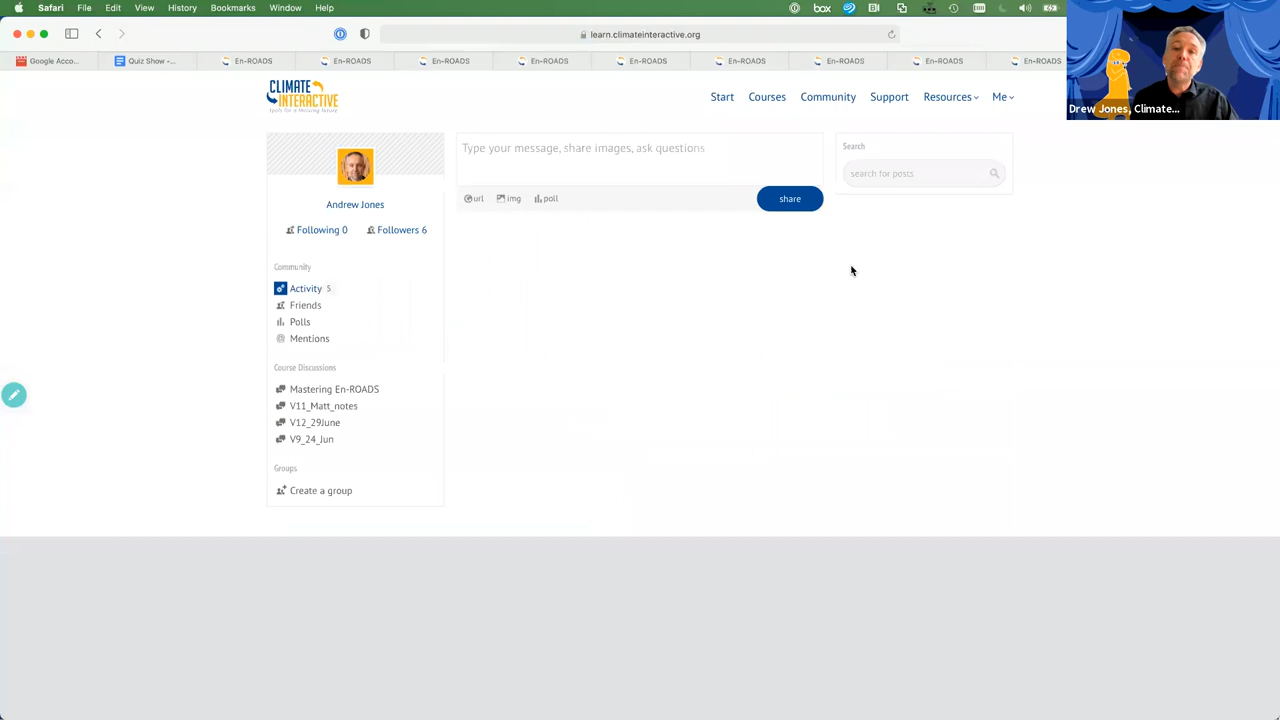 Safari File Edit View History Bookmarks Window Help
learn.climateinteractive.org
Google Acco... Quiz Show –... En-ROADS En-ROADS En-ROADS En-ROADS En-ROADS En-ROADS En-ROADS En-ROADS En-ROADS
CLIMATE
INTERACTIVE
Tools for a Thriving Future
Start Courses Community Support Resources Me
Drew Jones, Climate...
Type your message, share images, ask questions
url img poll share
Search
search for posts
Andrew Jones
Following 0 Followers 6
Community
Activity 5
Friends
Polls
Mentions
Course Discussions
Mastering En-ROADS
V11_Matt_notes
V12_29June
V9_24_Jun
Groups
Create a group